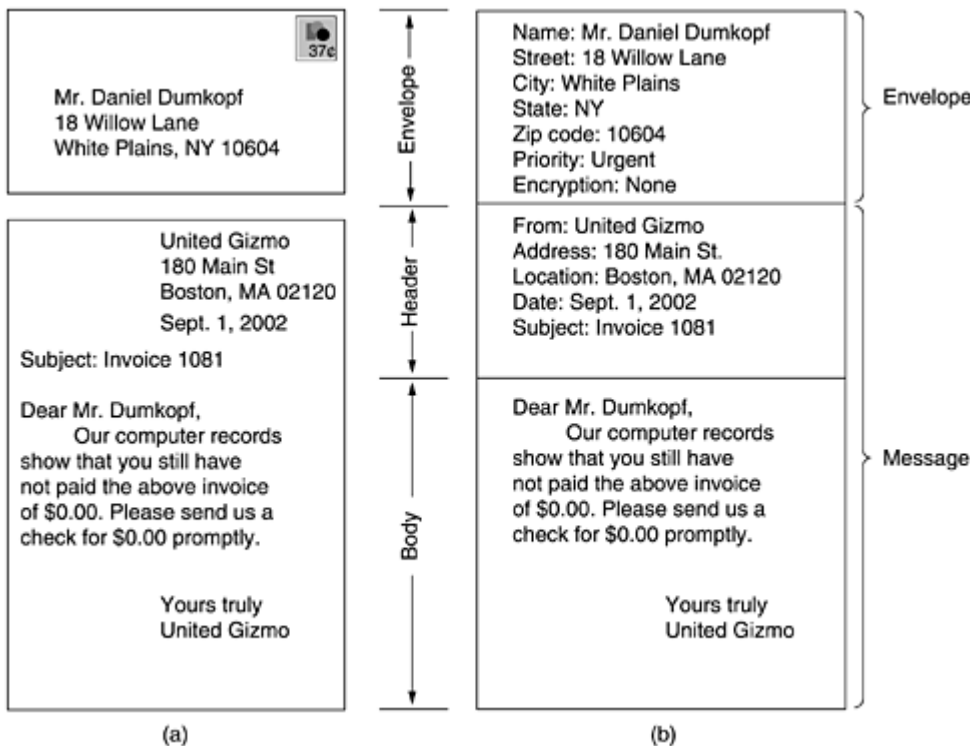 37¢
Mr. Daniel Dumkopf
18 Willow Lane
White Plains, NY 10604
United Gizmo
180 Main St
Boston, MA 02120
Sept. 1, 2002
Subject: Invoice 1081
Dear Mr. Dumkopf,
Our computer records
show that you still have
not paid the above invoice
of $0.00. Please send us a
check for $0.00 promptly.
Yours truly
United Gizmo
(a)
Envelope
Header
Body
Name: Mr. Daniel Dumkopf
Street: 18 Willow Lane
City: White Plains
State: NY
Zip code: 10604
Priority: Urgent
Encryption: None
From: United Gizmo
Address: 180 Main St.
Location: Boston, MA 02120
Date: Sept. 1, 2002
Subject: Invoice 1081
Dear Mr. Dumkopf,
Our computer records
show that you still have
not paid the above invoice
of $0.00. Please send us a
check for $0.00 promptly.
Yours truly
United Gizmo
(b)
Envelope
Message